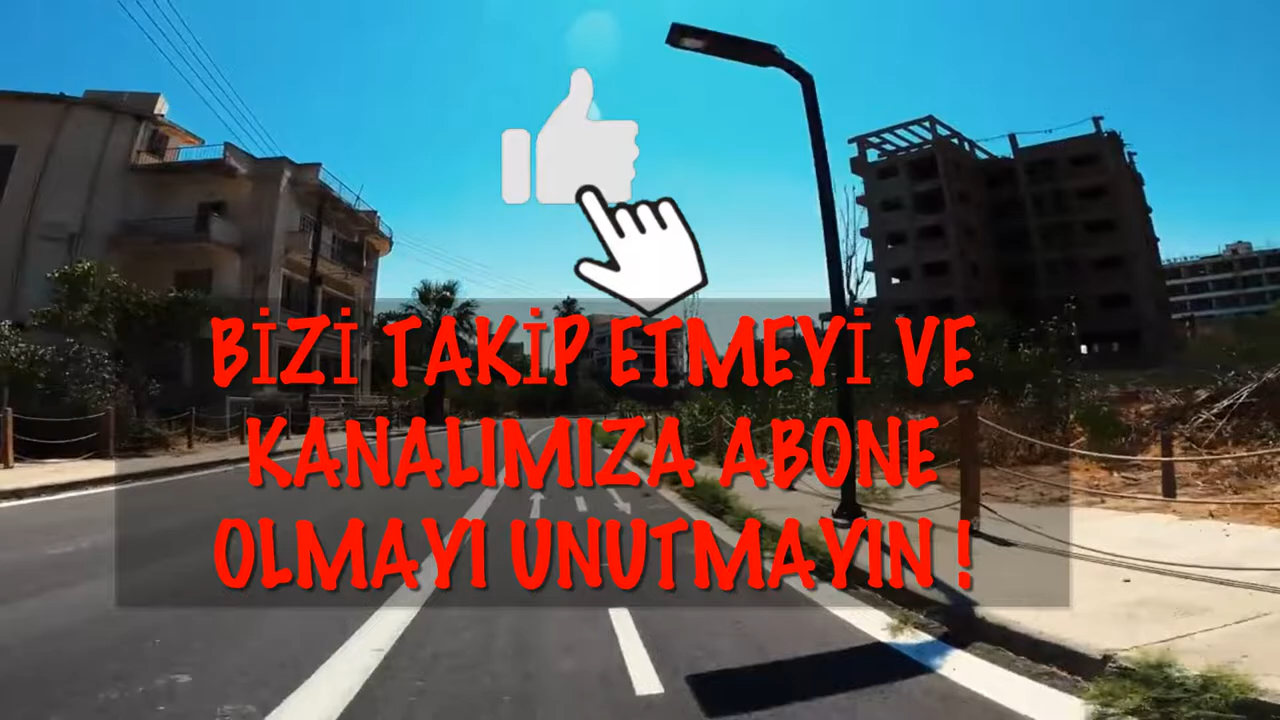 BİZİ TAKİP ETMEYİ VE
KANALIMIZA ABONE
OLMAYI UNUTMAYIN !